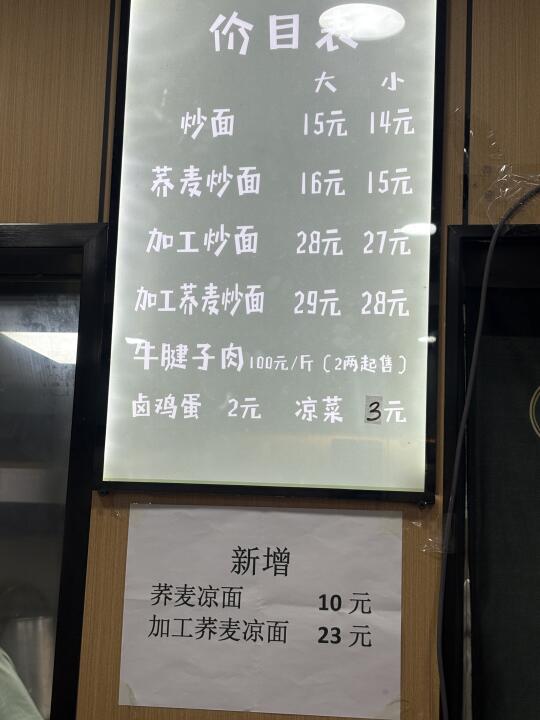 价目表
大 小
炒面 15元 14元
荞麦炒面 16元 15元
加工炒面 28元 27元
加工荞麦炒面 29元 28元
牛腱子肉100元/斤（2两起售）
卤鸡蛋 2元 凉菜 3元
新增
荞麦凉面 10 元
加工荞麦凉面 23 元